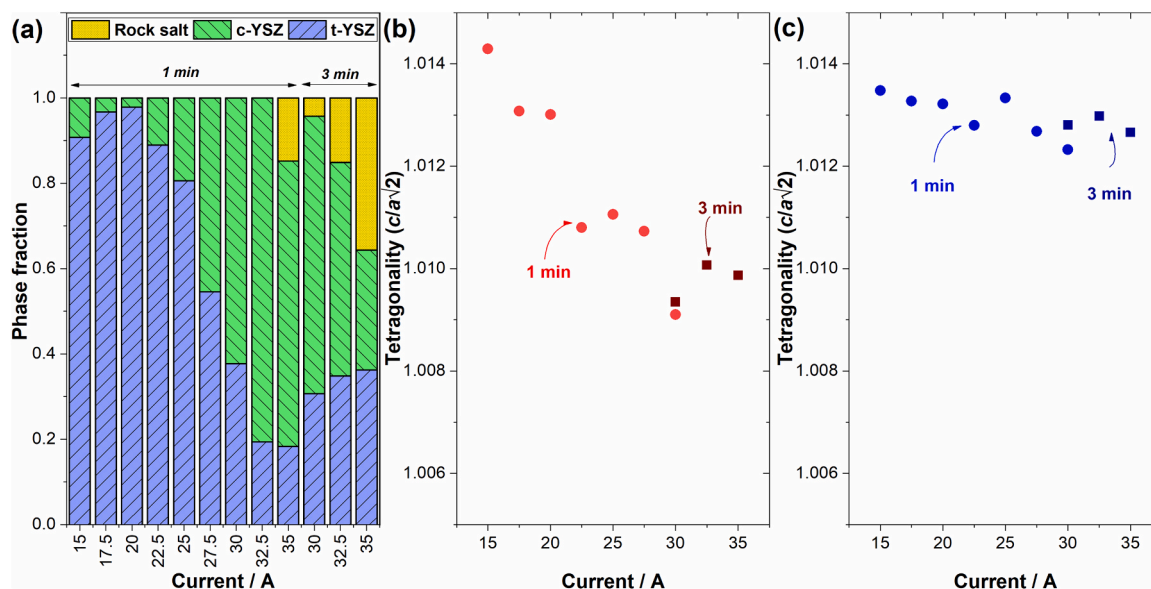 (a)
Rock salt
c-YSZ
t-YSZ
1 min
3 min
Phase fraction
1.0
0.8
0.6
0.4
0.2
0.0
15
17.5
20
22.5
25
27.5
30
32.5
35
30
32.5
35
Current / A
(b)
Tetragonality (c/a√2)
1.014
1.012
1.010
1.008
1.006
1 min
3 min
15
20
25
30
35
Current / A
(c)
Tetragonality (c/a√2)
1.014
1.012
1.010
1.008
1.006
1 min
3 min
15
20
25
30
35
Current / A